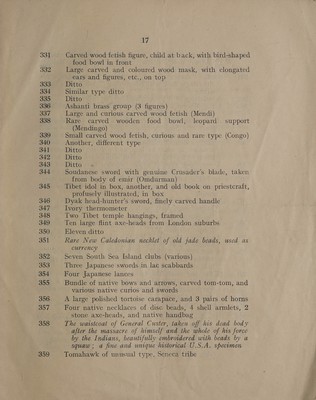 17
331 Carved wood fetish figure, child at back, with bird-shaped
food bowl in front
332 Large carved and coloured wood mask, with elongated
ears and figures, etc., on top
333 Ditto
334 Similar type ditto
335 Ditto
336 Ashanti brass group (3 figures)
337 Large and curious carved fetish (Mendi)
338 Rare carved wooden food bowl, leopard support
(Mendingo)
339 Small carved wood fetish, curious and rare type (Congo)
340 Another, different type
341 Ditto
342 Ditto
343 Ditto
344 Soudanese sword with genuine Crusader's blade, taken
from body of emir (Omdurman)
345 Tibet idol in box, another, and old book on priestcraft,
profusely illustrated, in box
346 Dyak head-hunter's sword, finely carved handle
347 Ivory thermometer
348 Two Tibet temple hangings, framed
349 Ten large flint axe-heads from London suburbs
350 Eleven ditto
351 Rare New Caledonian necklet of old jade beads, used as
currency
352 Seven South Sea Island clubs (various)
353 Three Japanese swords in lac scabbards
354 Four Japanese lances
355 Bundle of native bows and arrows, carved tom-tom, and
various native curios and swords
356 A large polished tortoise carapace, and 3 pairs of horns
357 Four native necklaces of disc beads, 4 shell armlets, 2
stone axe-heads, and native handbag
358 The waistcoat of General Custer, taken off his dead body
after the massacre of himself and the whole of his force
by the Indians, beautifully embroidered with beads by a
squaw; a fine and unique historical U.S.A. specimen
359 Tomahawk of unusual type, Seneca tribe